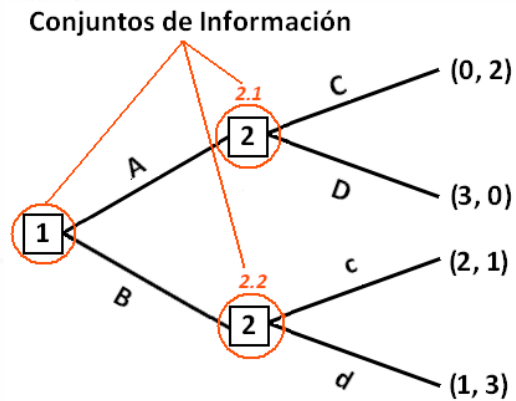 Conjuntos de Información
2.1
C
(0, 2)
2
A
D
(3, 0)
1
2.2
c
(2, 1)
B
2
d
(1, 3)